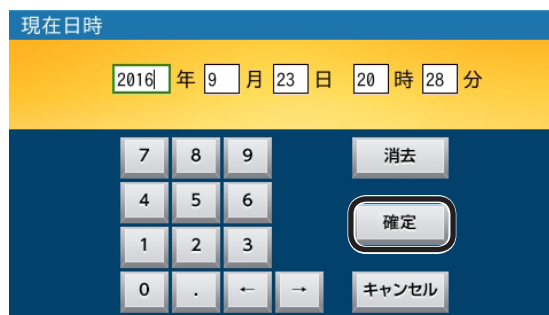 現在日時
2016 年 9 月 23 日 20 時 28 分
7 8 9 消去
4 5 6
確定
1 2 3
0 . ← → キャンセル